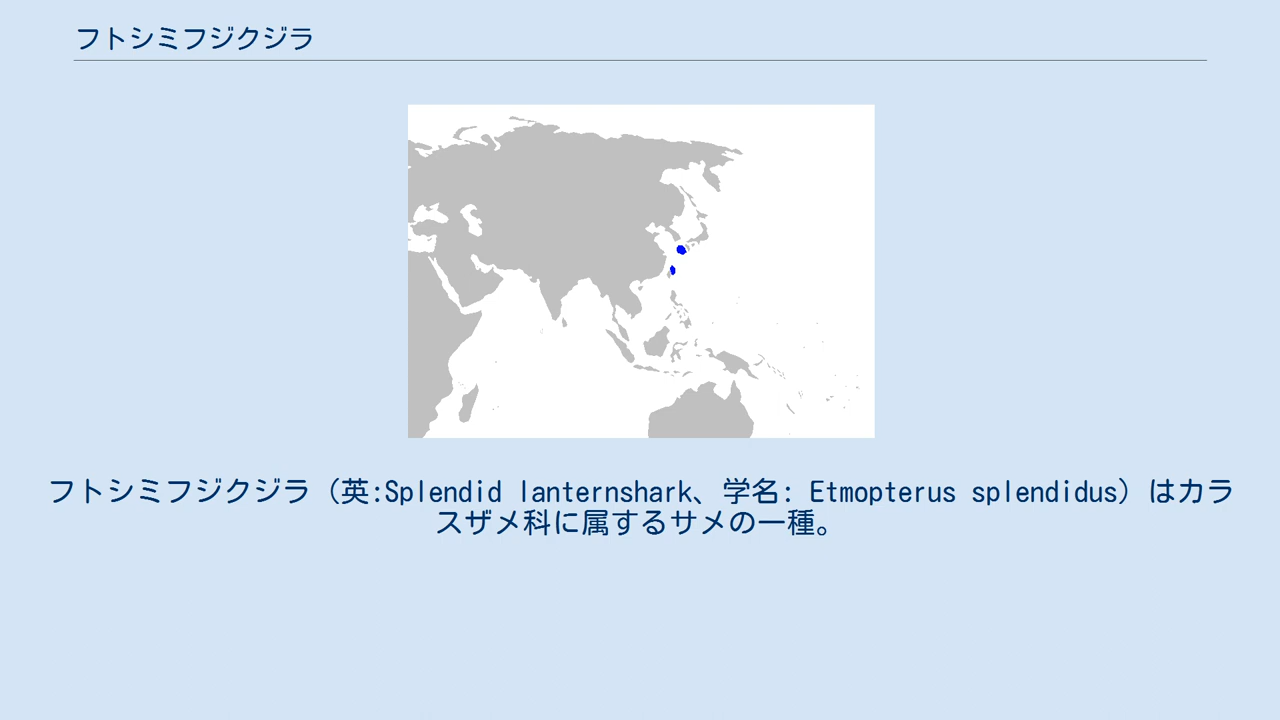 フトシミフジクジラ
フトシミフジクジラ（英:Splendid lanternshark、学名: Etmopterus splendidus）はカラ
スザメ科に属するサメの一種。